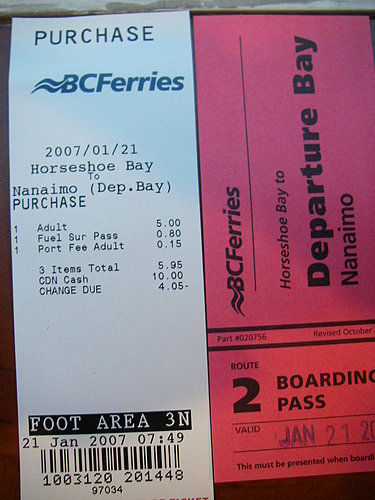 PURCHASE
BCFerries
2007/01/21
Horseshoe Bay
To
Nanaimo (Dep.Bay)
PURCHASE
1 Adult 5.00
1 Fuel Sur Pass 0.80
1 Port Fee Adult 0.15
3 Items Total 5.95
CDN Cash 10.00
CHANGE DUE 4.05-
FOOT AREA 3N
21 Jan 2007 07:49
1003120 201448
97034
TICKET
BCFerries
Horseshoe Bay to
Departure Bay
Nanaimo
Part #020756 Revised October
ROUTE
2 BOARDING
PASS
VALID JAN 21 20
This must be presented when boardi